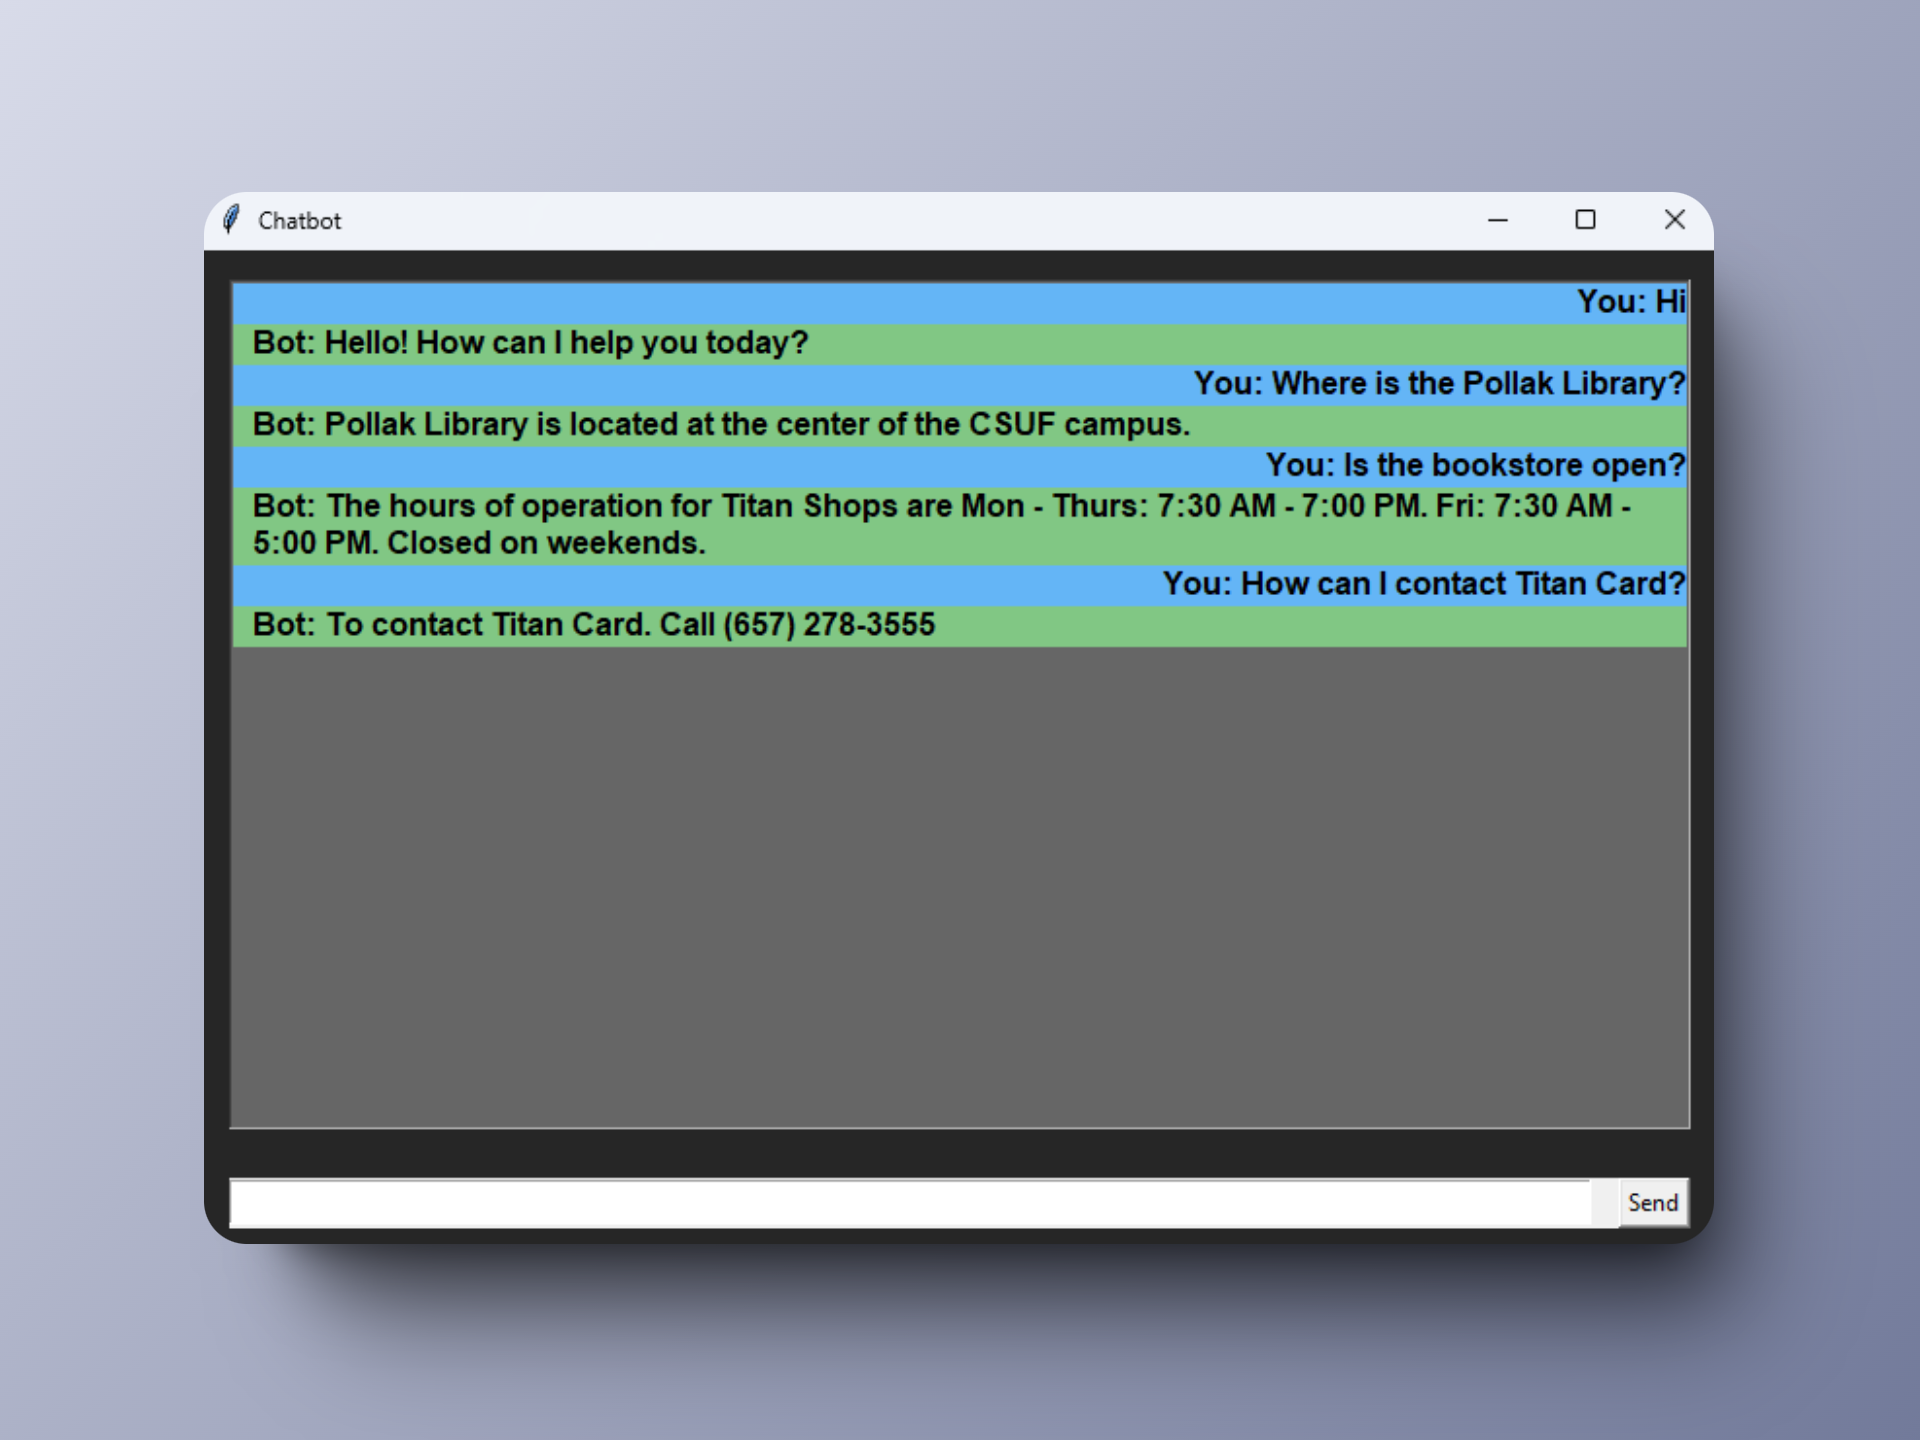 Chatbot
You: Hi
Bot: Hello! How can I help you today?
You: Where is the Pollak Library?
Bot: Pollak Library is located at the center of the CSUF campus.
You: Is the bookstore open?
Bot: The hours of operation for Titan Shops are Mon - Thurs: 7:30 AM - 7:00 PM. Fri: 7:30 AM -
5:00 PM. Closed on weekends.
You: How can I contact Titan Card?
Bot: To contact Titan Card. Call (657) 278-3555
Send